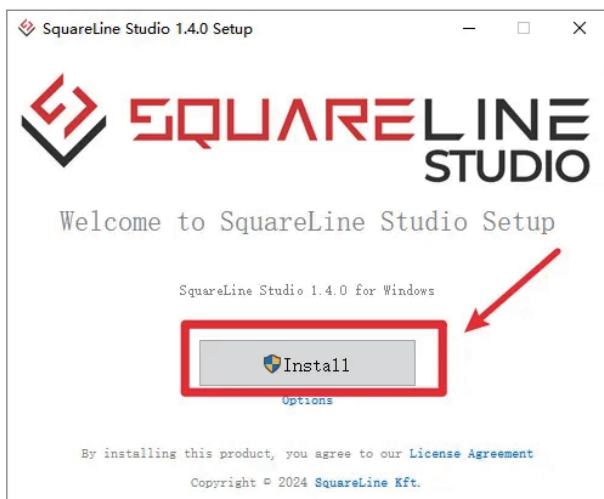 SquareLine Studio 1.4.0 Setup
SQUARELINE
STUDIO
Welcome to SquareLine Studio Setup
SquareLine Studio 1.4.0 for Windows
Install
Options
By installing this product, you agree to our License Agreement
Copyright © 2024 SquareLine Kft.